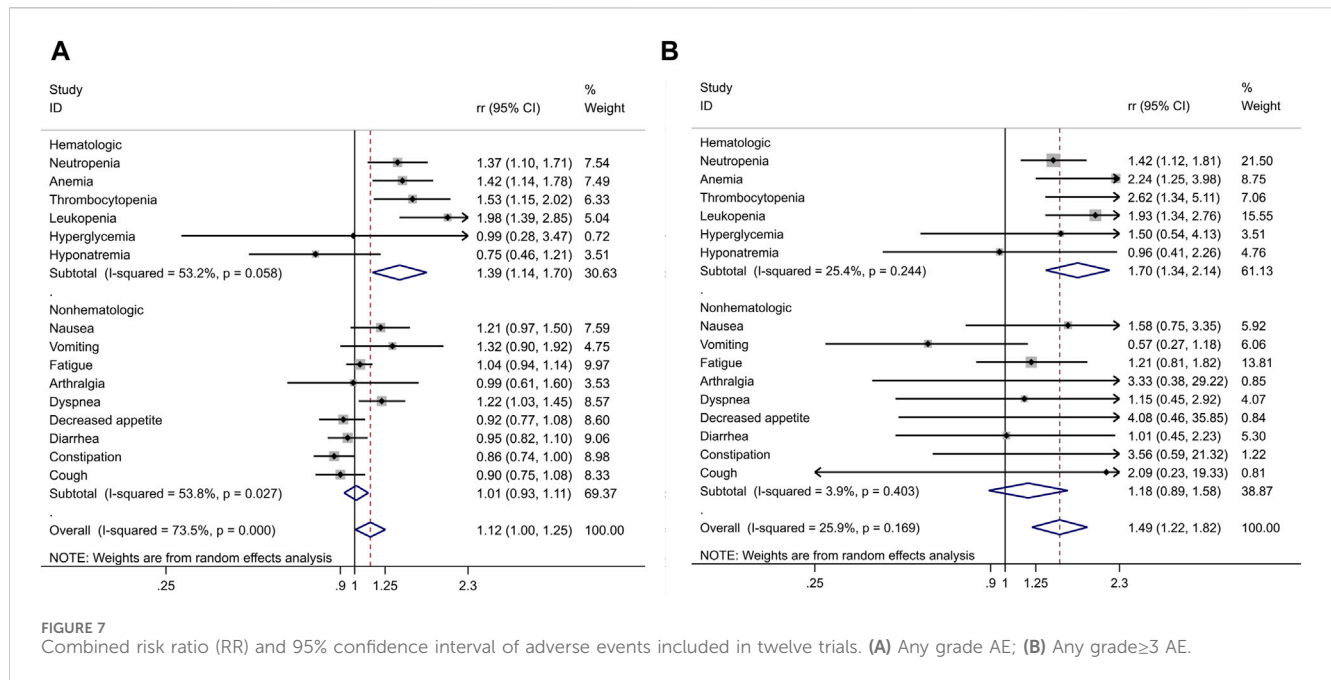 A
Study %
ID rr (95% CI) Weight
Hematologic
Neutropenia 1.37 (1.10, 1.71) 7.54
Anemia 1.42 (1.14, 1.78) 7.49
Thrombocytopenia 1.53 (1.15, 2.02) 6.33
Leukopenia 1.98 (1.39, 2.85) 5.04
Hyperglycemia 0.99 (0.28, 3.47) 0.72
Hyponatremia 0.75 (0.46, 1.21) 3.51
Subtotal (I-squared = 53.2%, p = 0.058) 1.39 (1.14, 1.70) 30.63
.
Nonhematologic
Nausea 1.21 (0.97, 1.50) 7.59
Vomiting 1.32 (0.90, 1.92) 4.75
Fatigue 1.04 (0.94, 1.14) 9.97
Arthralgia 0.99 (0.61, 1.60) 3.53
Dyspnea 1.22 (1.03, 1.45) 8.57
Decreased appetite 0.92 (0.77, 1.08) 8.60
Diarrhea 0.95 (0.82, 1.10) 9.06
Constipation 0.86 (0.74, 1.00) 8.98
Cough 0.90 (0.75, 1.08) 8.33
Subtotal (I-squared = 53.8%, p = 0.027) 1.01 (0.93, 1.11) 69.37
.
Overall (I-squared = 73.5%, p = 0.000) 1.12 (1.00, 1.25) 100.00
NOTE: Weights are from random effects analysis
.25 .9 1 1.25 2.3
B
Study %
ID rr (95% CI) Weight
Hematologic
Neutropenia 1.42 (1.12, 1.81) 21.50
Anemia 2.24 (1.25, 3.98) 8.75
Thrombocytopenia 2.62 (1.34, 5.11) 7.06
Leukopenia 1.93 (1.34, 2.76) 15.55
Hyperglycemia 1.50 (0.54, 4.13) 3.51
Hyponatremia 0.96 (0.41, 2.26) 4.76
Subtotal (I-squared = 25.4%, p = 0.244) 1.70 (1.34, 2.14) 61.13
.
Nonhematologic
Nausea 1.58 (0.75, 3.35) 5.92
Vomiting 0.57 (0.27, 1.18) 6.06
Fatigue 1.21 (0.81, 1.82) 13.81
Arthralgia 3.33 (0.38, 29.22) 0.85
Dyspnea 1.15 (0.45, 2.92) 4.07
Decreased appetite 4.08 (0.46, 35.85) 0.84
Diarrhea 1.01 (0.45, 2.23) 5.30
Constipation 3.56 (0.59, 21.32) 1.22
Cough 2.09 (0.23, 19.33) 0.81
Subtotal (I-squared = 3.9%, p = 0.403) 1.18 (0.89, 1.58) 38.87
.
Overall (I-squared = 25.9%, p = 0.169) 1.49 (1.22, 1.82) 100.00
NOTE: Weights are from random effects analysis
.25 .9 1 1.25 2.3
FIGURE 7
Combined risk ratio (RR) and 95% confidence interval of adverse events included in twelve trials. (A) Any grade AE; (B) Any grade≥3 AE.